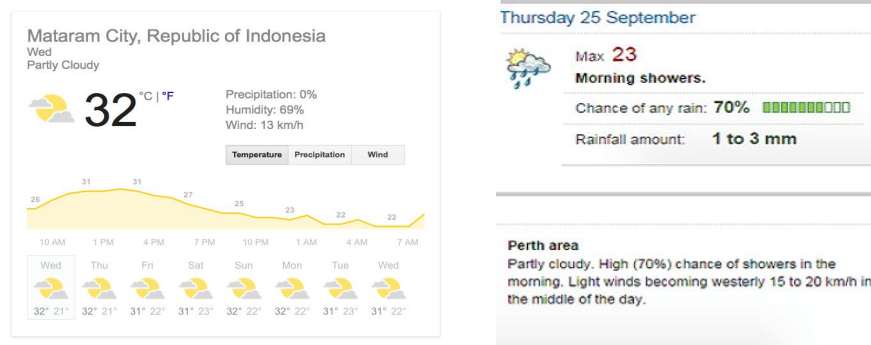 Mataram City, Republic of Indonesia
Wed
Partly Cloudy
32 °C | °F
Precipitation: 0%
Humidity: 69%
Wind: 13 km/h
Temperature Precipitation Wind
26 31 31 27 25 23 22 22
10 AM 1 PM 4 PM 7 PM 10 PM 1 AM 4 AM 7 AM
Wed Thu Fri Sat Sun Mon Tue Wed
32° 21° 32° 21° 31° 22° 31° 23° 32° 22° 32° 22° 31° 23° 31° 22°
Thursday 25 September
Max 23
Morning showers.
Chance of any rain: 70%
Rainfall amount: 1 to 3 mm
Perth area
Partly cloudy. High (70%) chance of showers in the
morning. Light winds becoming westerly 15 to 20 km/h in
the middle of the day.